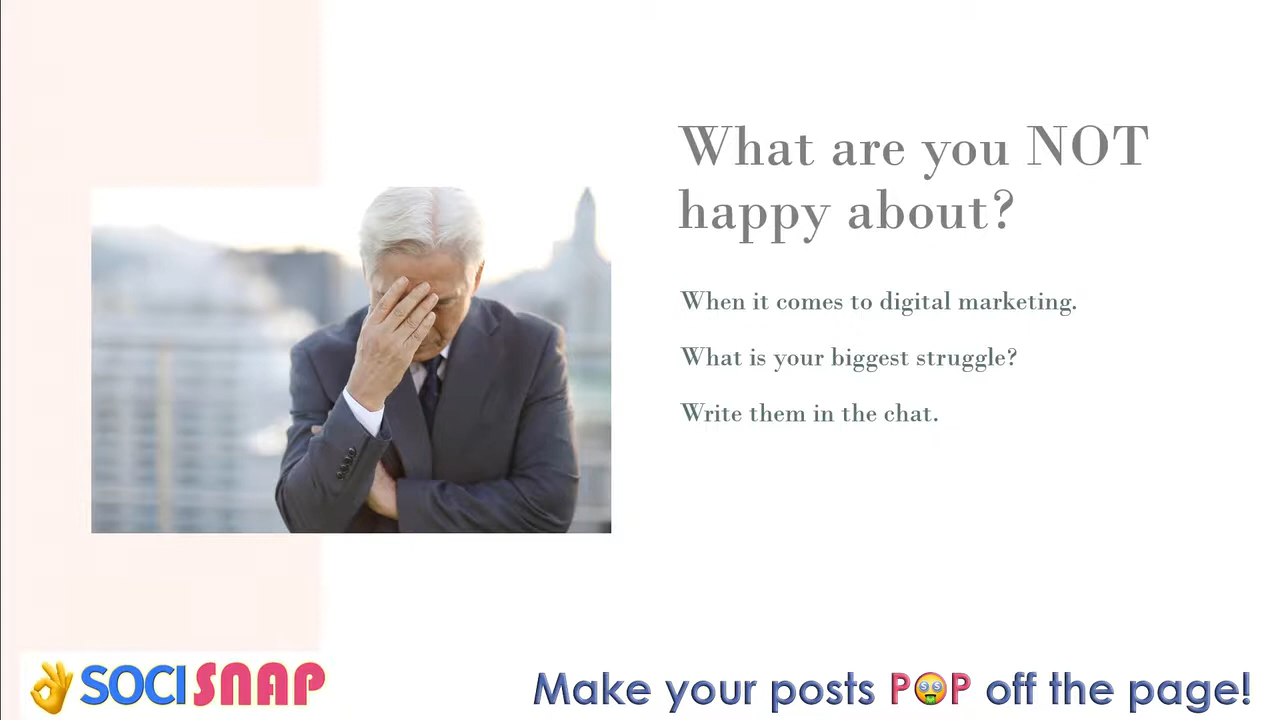 What are you NOT
happy about?
When it comes to digital marketing.
What is your biggest struggle?
Write them in the chat.
SOCISNAP
Make your posts POP off the page!